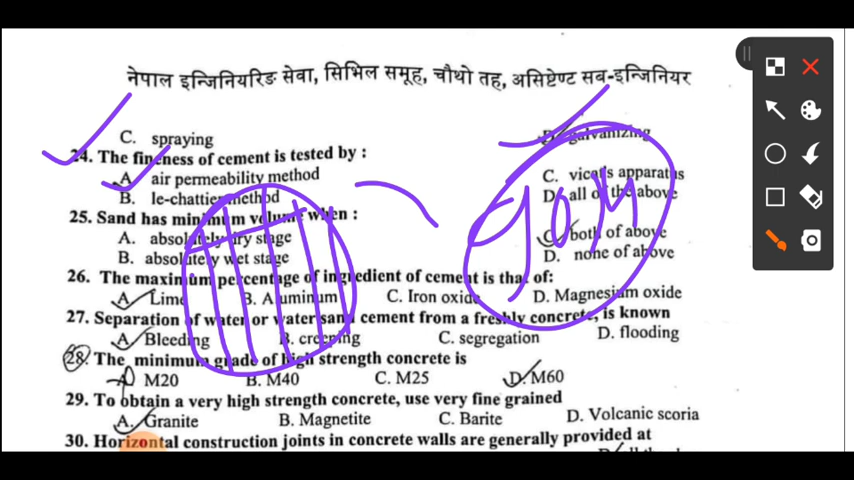 नेपाल इन्जिनियरिङ सेवा, सिभिल समूह, चौथो तह, असिष्टेण्ट सब-इन्जिनियर
C. spraying D. galvanizing
24. The fineness of cement is tested by :
A. air permeability method C. vicat's apparatus
B. le-chattier method D. all of the above
25. Sand has minimum volume when :
A. absolutely dry stage C. both of above
B. absolutely wet stage D. none of above
26. The maximum percentage of ingredient of cement is that of:
A. Lime B. Aluminum C. Iron oxide D. Magnesium oxide
27. Separation of water or water sand cement from a freshly concrete, is known
A. Bleeding B. creeping C. segregation D. flooding
28. The minimum grade of high strength concrete is
A. M20 B. M40 C. M25 D. M60
29. To obtain a very high strength concrete, use very fine grained
A. Granite B. Magnetite C. Barite D. Volcanic scoria
30. Horizontal construction joints in concrete walls are generally provided at